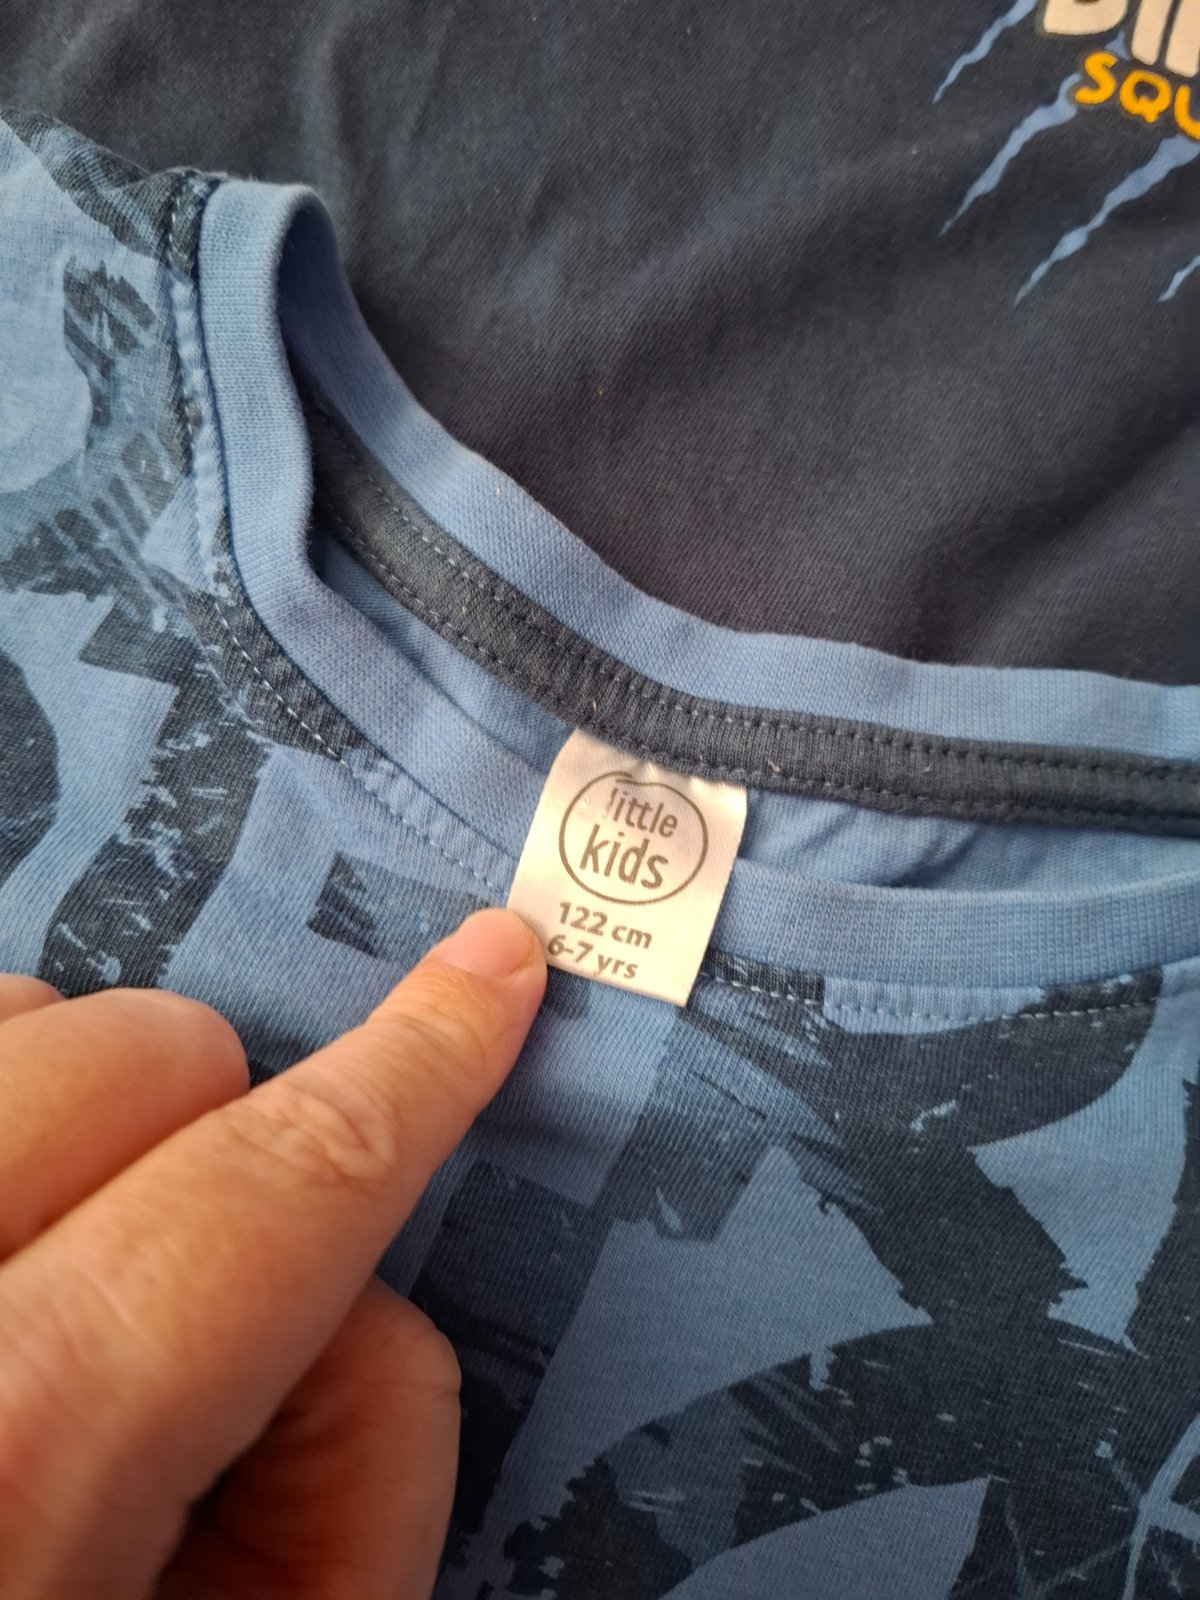 SQU
little
kids
122 cm
6-7 yrs